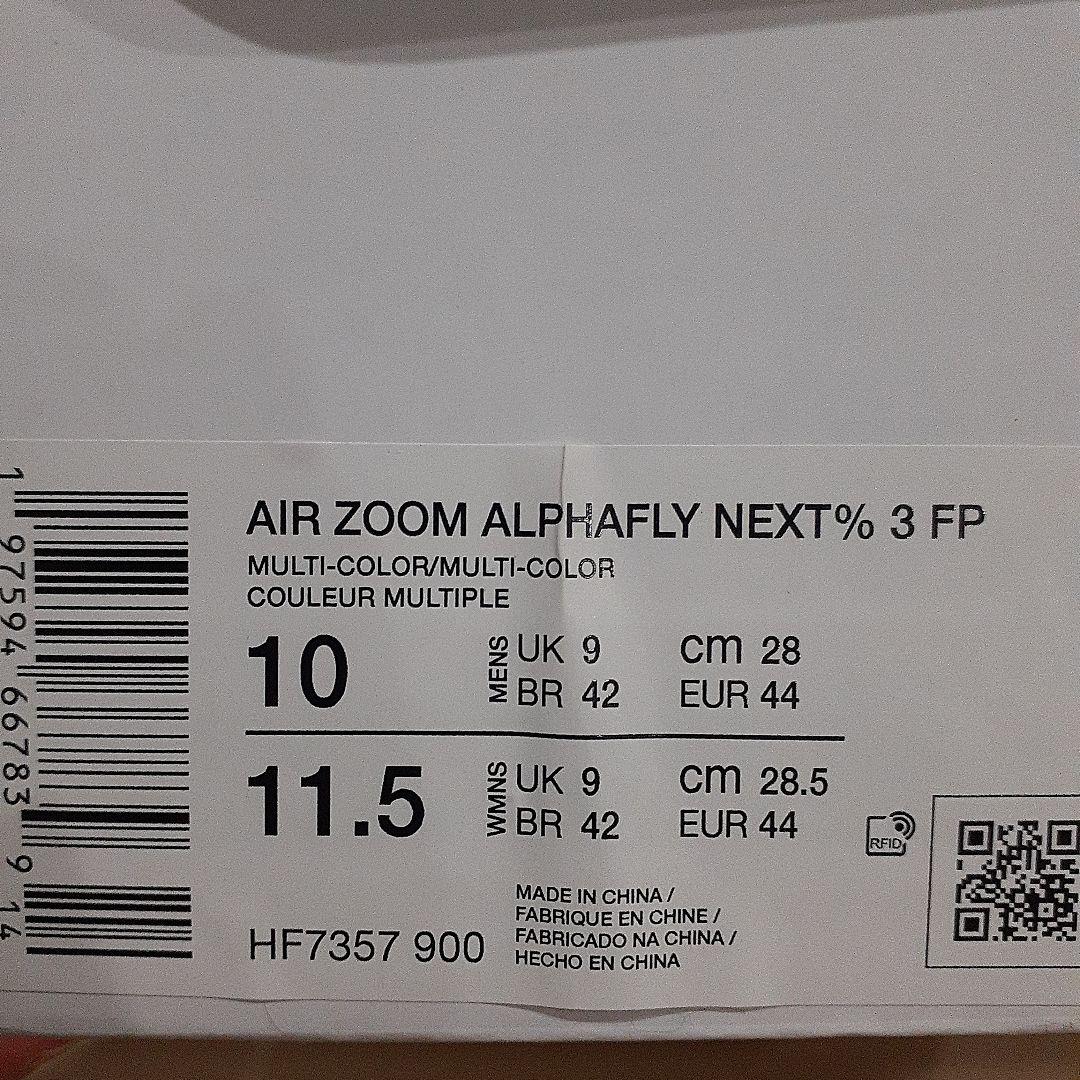 AIR ZOOM ALPHAFLY NEXT% 3 FP
MULTI-COLOR/MULTI-COLOR
COULEUR MULTIPLE
10 MENS UK 9 CM 28
BR 42 EUR 44
11.5 WMNS UK 9 CM 28.5
BR 42 EUR 44
RFID
MADE IN CHINA /
FABRIQUE EN CHINE /
FABRICADO NA CHINA /
HECHO EN CHINA
HF7357 900
1 97594 66783 9 14